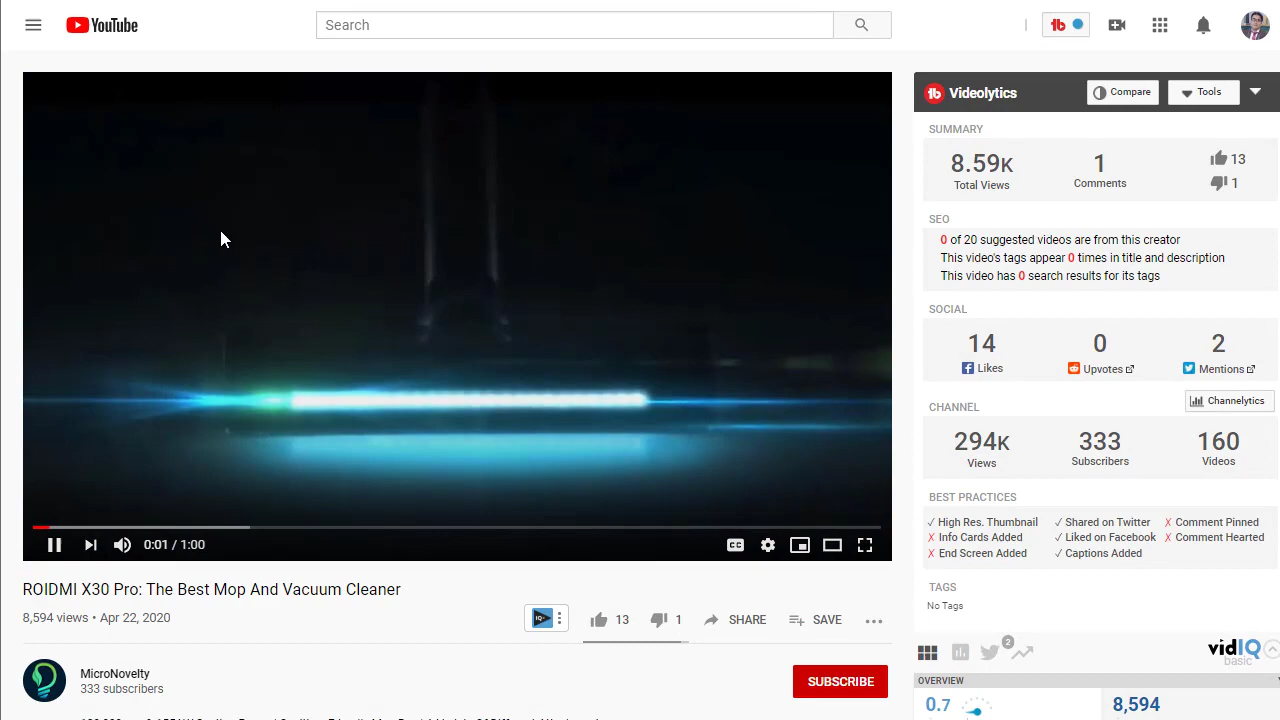 YouTube
Search
Videolytics
Compare
Tools
SUMMARY
8.59K
Total Views
1
Comments
13
1
SEO
0 of 20 suggested videos are from this creator
This video's tags appear 0 times in title and description
This video has 0 search results for its tags
SOCIAL
14
Likes
0
Upvotes
2
Mentions
CHANNEL
Channelytics
294K
Views
333
Subscribers
160
Videos
BEST PRACTICES
✓ High Res. Thumbnail
✓ Shared on Twitter
✗ Comment Pinned
✗ Info Cards Added
✓ Liked on Facebook
✗ Comment Hearted
✗ End Screen Added
✓ Captions Added
TAGS
No Tags
2
vidIQ
basic
OVERVIEW
0.7
8,594
0:01 / 1:00
CC
ROIDMI X30 Pro: The Best Mop And Vacuum Cleaner
8,594 views • Apr 22, 2020
IQ
13
1
SHARE
SAVE
MicroNovelty
333 subscribers
SUBSCRIBE